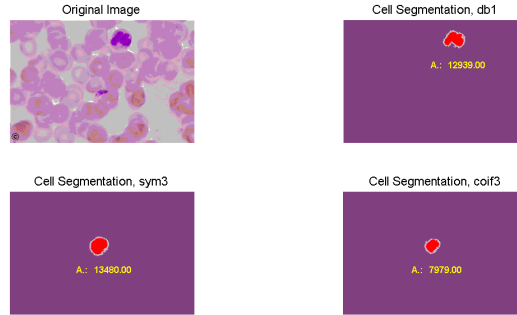 Original Image
Cell Segmentation, db1
A.: 12939.00
©
Cell Segmentation, sym3
Cell Segmentation, coif3
A.: 13480.00
A.: 7979.00